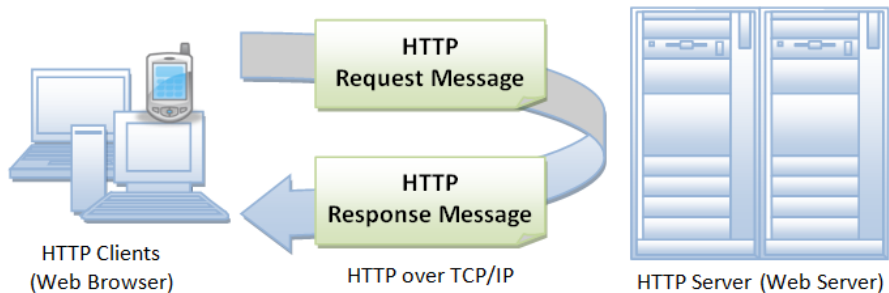 HTTP
Request Message
HTTP
Response Message
HTTP Clients
(Web Browser)
HTTP over TCP/IP
HTTP Server (Web Server)